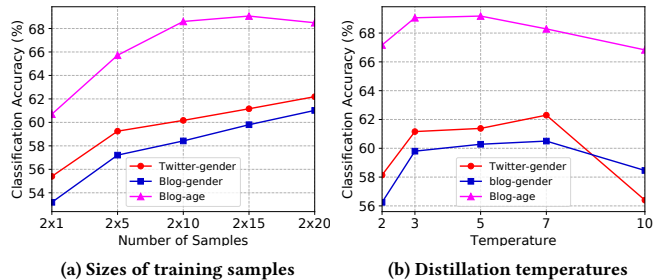 Classification Accuracy (%)
68
66
64
62
60
58
56
54
2x1
2x5
2x10
2x15
2x20
Number of Samples
Twitter-gender
Blog-gender
Blog-age
(a) Sizes of training samples
Classification Accuracy (%)
68
66
64
62
60
58
56
2
3
5
7
10
Temperature
Twitter-gender
blog-gender
Blog-age
(b) Distillation temperatures